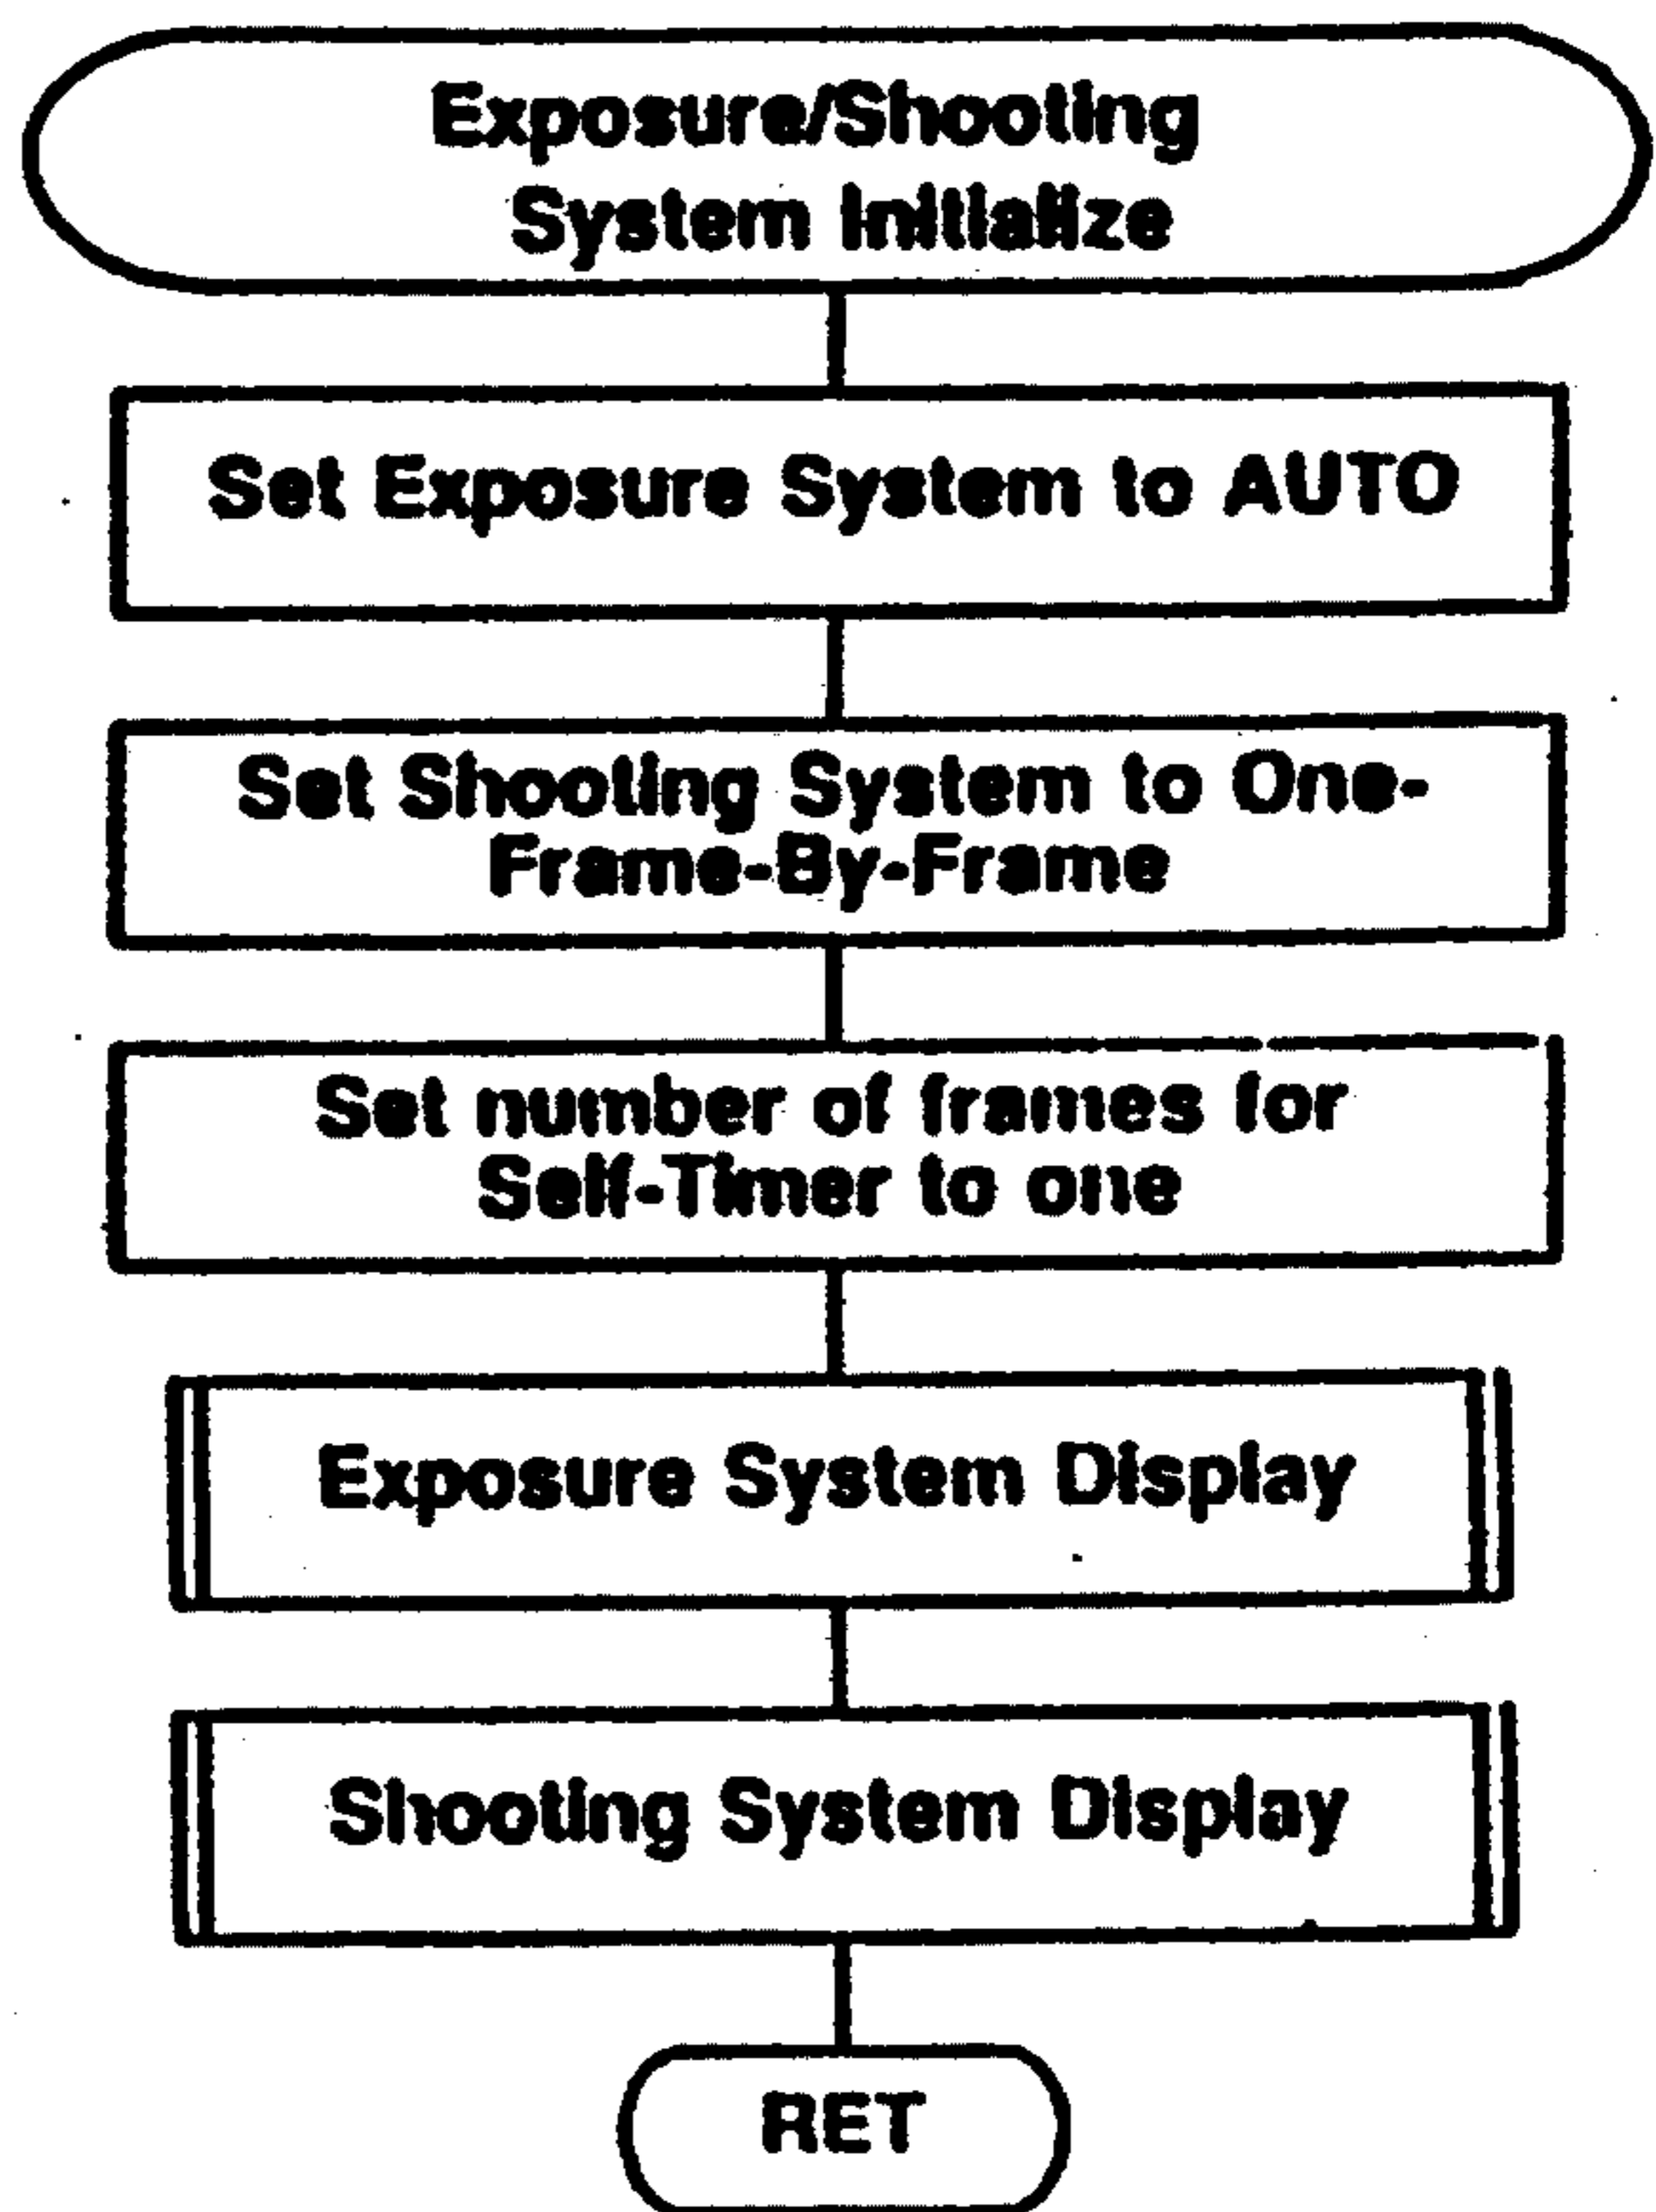 Exposure/Shooting
System Initialize
Set Exposure System to AUTO
Set Shooting System to One-
Frame-By-Frame
Set number of frames for
Self-Timer to one
Exposure System Display
Shooting System Display
RET